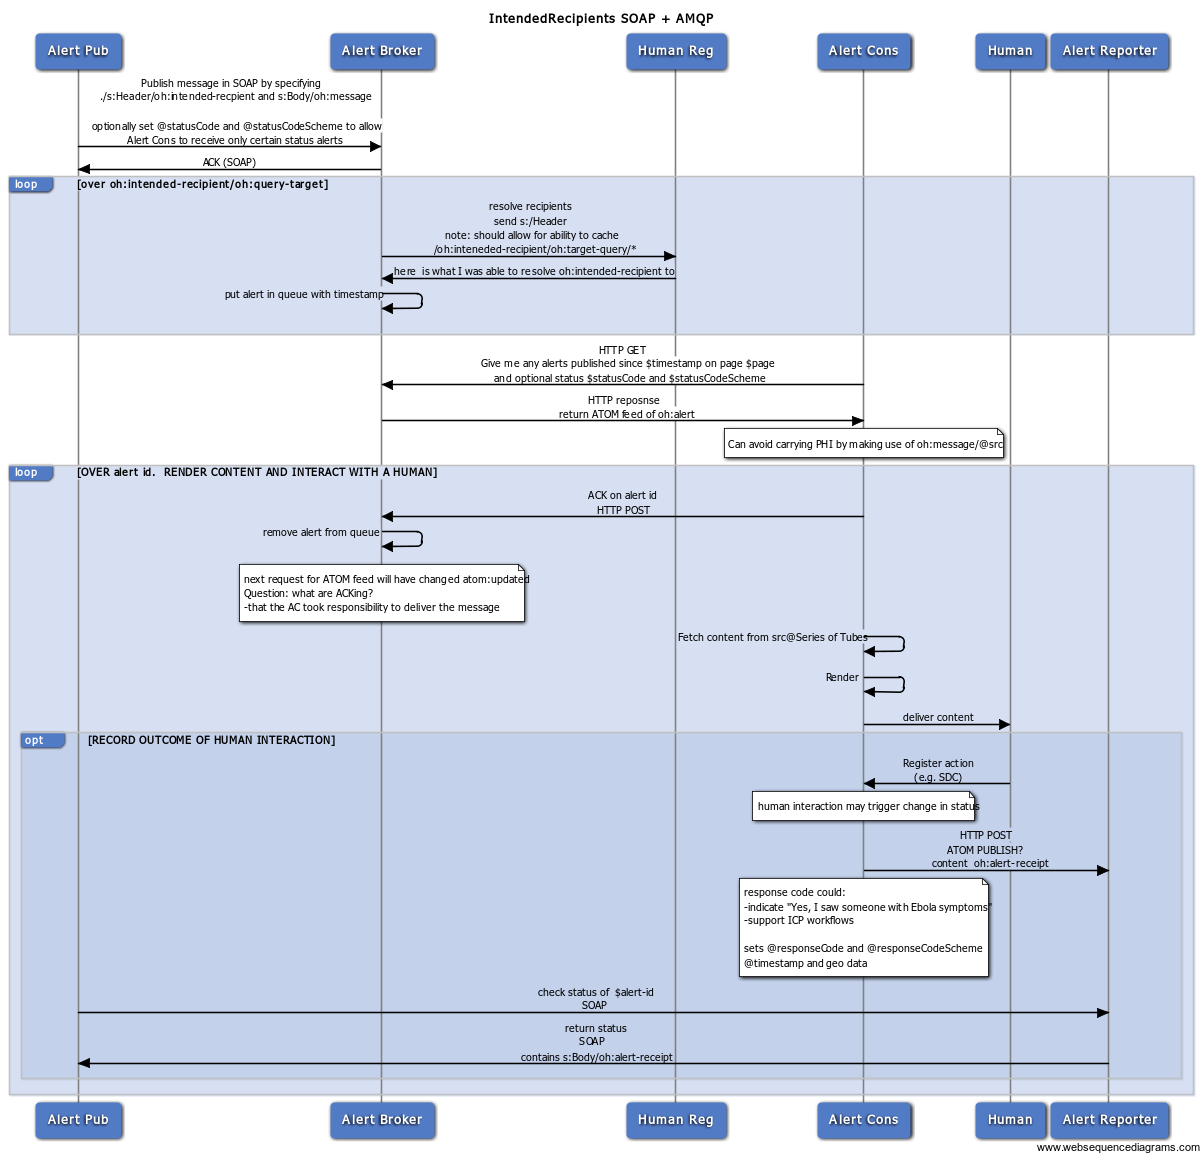 IntendedRecipients SOAP + AMQP
Alert Pub
Alert Broker
Human Reg
Alert Cons
Human
Alert Reporter
Publish message in SOAP by specifying
./s:Header/oh:intended-recpient and s:Body/oh:message
optionally set @statusCode and @statusCodeScheme to allow
Alert Cons to receive only certain status alerts
ACK (SOAP)
loop
[over oh:intended-recipient/oh:query-target]
resolve recipients
send s:/Header
note: should allow for ability to cache
/oh:inteneded-recipient/oh:target-query/*
here  is what I was able to resolve oh:intended-recipient to
put alert in queue with timestamp
HTTP GET
Give me any alerts published since $timestamp on page $page
and optional status $statusCode and $statusCodeScheme
HTTP reposnse
return ATOM feed of oh:alert
Can avoid carrying PHI by making use of oh:message/@src
loop
[OVER alert id.  RENDER CONTENT AND INTERACT WITH A HUMAN]
ACK on alert id
HTTP POST
remove alert from queue
next request for ATOM feed will have changed atom:updated
Question: what are ACKing?
-that the AC took responsibility to deliver the message
Fetch content from src@Series of Tubes
Render
deliver content
opt
[RECORD OUTCOME OF HUMAN INTERACTION]
Register action
(e.g. SDC)
human interaction may trigger change in status
HTTP POST
ATOM PUBLISH?
content  oh:alert-receipt
response code could:
-indicate "Yes, I saw someone with Ebola symptoms"
-support ICP workflows
sets @responseCode and @responseCodeScheme
@timestamp and geo data
check status of  $alert-id
SOAP
return status
SOAP
contains s:Body/oh:alert-receipt
Alert Pub
Alert Broker
Human Reg
Alert Cons
Human
Alert Reporter
www.websequencediagrams.com